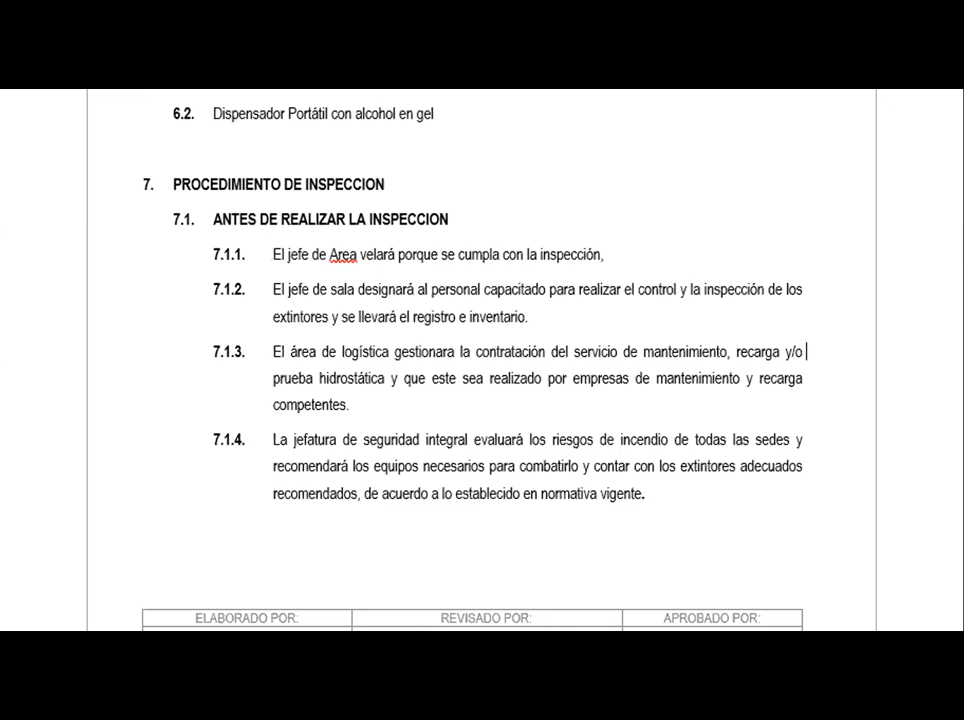 6.2. Dispensador Portátil con alcohol en gel
7. PROCEDIMIENTO DE INSPECCION
7.1. ANTES DE REALIZAR LA INSPECCION
7.1.1. El jefe de Area velará porque se cumpla con la inspección,
7.1.2. El jefe de sala designará al personal capacitado para realizar el control y la inspección de los
extintores y se llevará el registro e inventario.
7.1.3. El área de logística gestionara la contratación del servicio de mantenimiento, recarga y/o
prueba hidrostática y que este sea realizado por empresas de mantenimiento y recarga
competentes.
7.1.4. La jefatura de seguridad integral evaluará los riesgos de incendio de todas las sedes y
recomendará los equipos necesarios para combatirlo y contar con los extintores adecuados
recomendados, de acuerdo a lo establecido en normativa vigente.
ELABORADO POR: REVISADO POR: APROBADO POR: